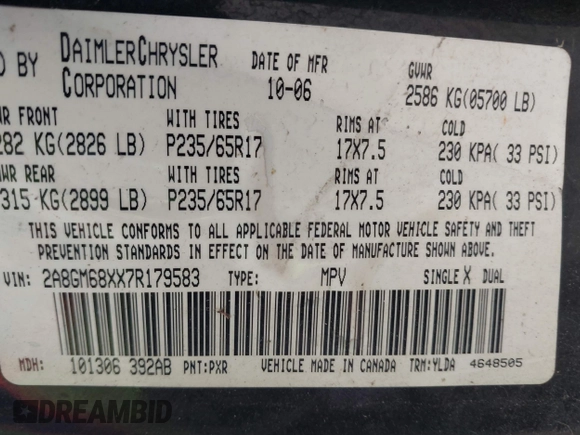 D BY DAIMLERCHRYSLER CORPORATION
DATE OF MFR 10-06
GVWR 2586 KG(05700 LB)
WR FRONT WITH TIRES RIMS AT COLD
282 KG(2826 LB) P235/65R17 17X7.5 230 KPA( 33 PSI)
WR REAR WITH TIRES RIMS AT COLD
315 KG(2899 LB) P235/65R17 17X7.5 230 KPA( 33 PSI)
THIS VEHICLE CONFORMS TO ALL APPLICABLE FEDERAL MOTOR VEHICLE SAFETY AND THEFT
PREVENTION STANDARDS IN EFFECT ON THE DATE OF MANUFACTURE SHOWN ABOVE.
VIN: 2A8GM68XX7R179583 TYPE: MPV SINGLE X DUAL
MDH: 101306 392AB PNT:PXR VEHICLE MADE IN CANADA TRM:YLDA 4648505
DREAMBID